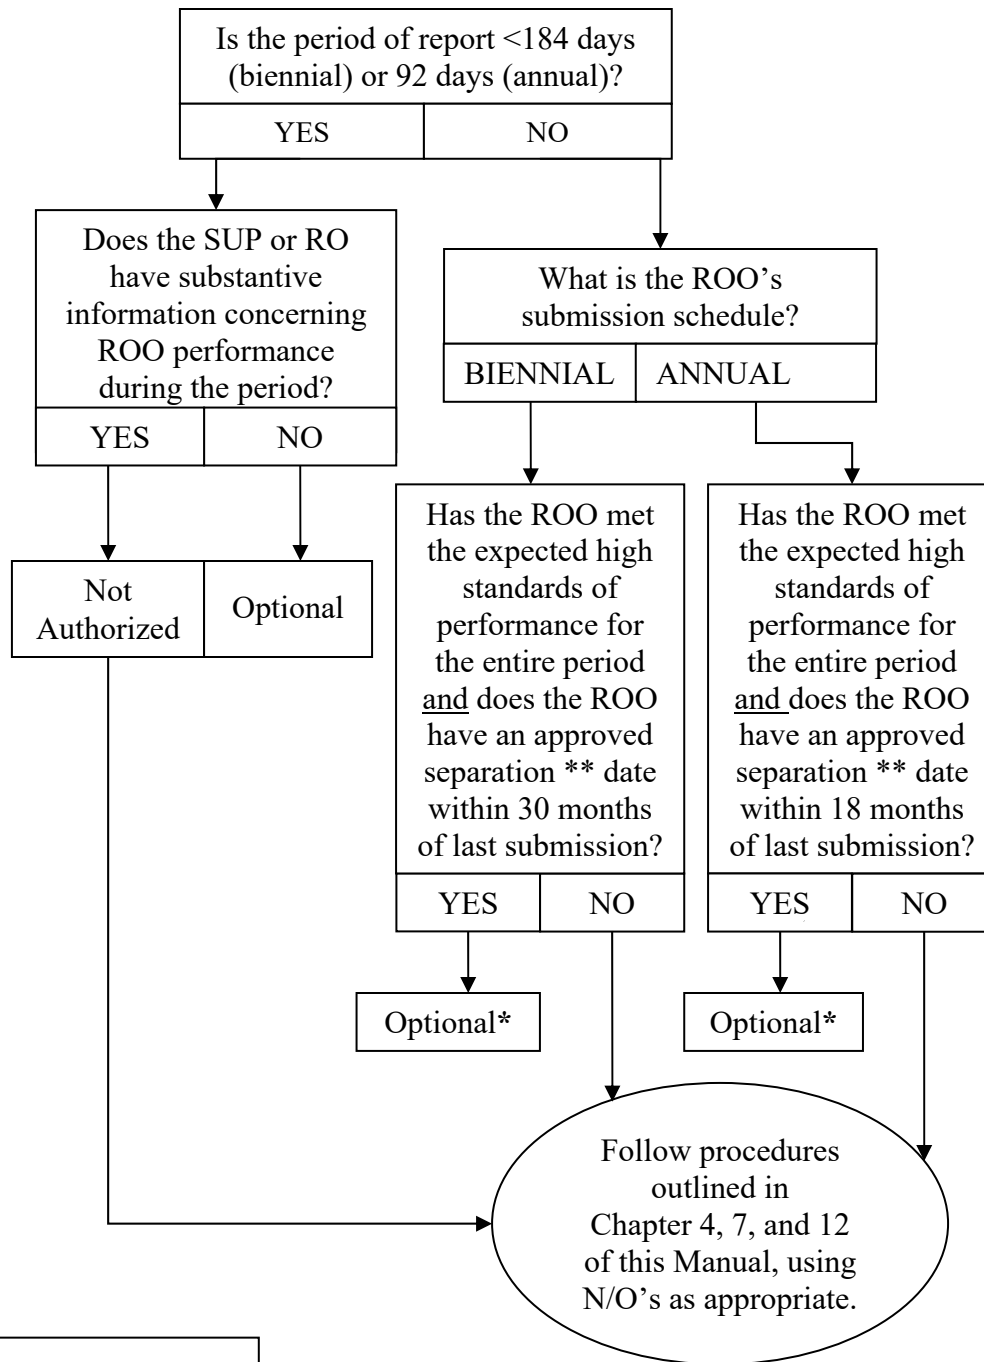 Is the period of report <184 days
(biennial) or 92 days (annual)?
YES
NO
Does the SUP or RO
have substantive
information concerning
ROO performance
during the period?
YES
NO
Not
Authorized
Optional
What is the ROO’s
submission schedule?
BIENNIAL
ANNUAL
Has the ROO met
the expected high
standards of
performance for
the entire period
and does the ROO
have an approved
separation ** date
within 30 months
of last submission?
YES
NO
Optional*
Has the ROO met
the expected high
standards of
performance for
the entire period
and does the ROO
have an approved
separation ** date
within 18 months
of last submission?
YES
NO
Optional*
Follow procedures
outlined in
Chapter 4, 7, and 12
of this Manual, using
N/O’s as appropriate.